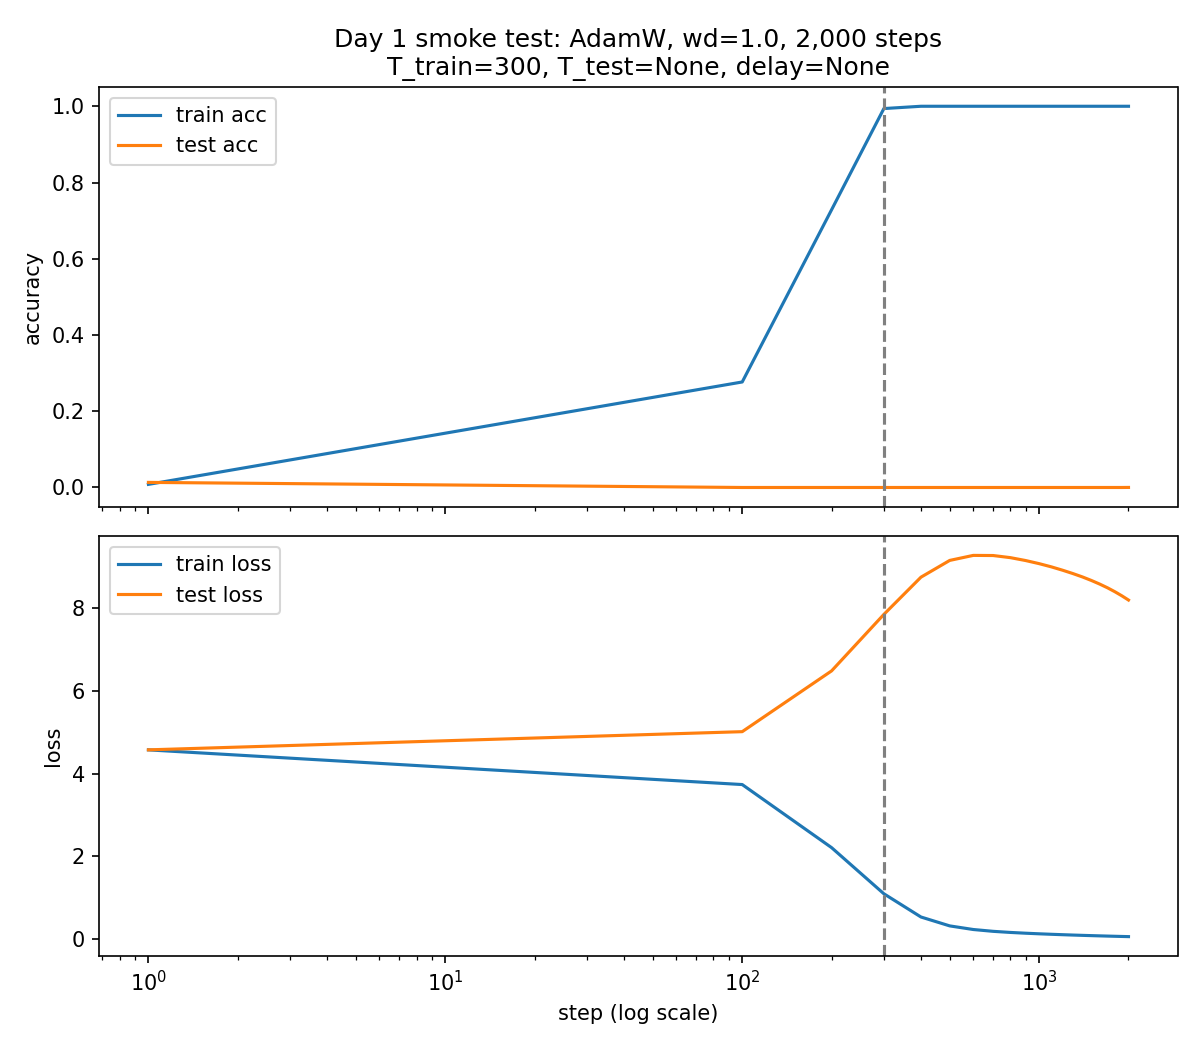 Day 1 smoke test: AdamW, wd=1.0, 2,000 steps
T_train=300, T_test=None, delay=None
train acc
test acc
accuracy
1.0
0.8
0.6
0.4
0.2
0.0
train loss
test loss
loss
8
6
4
2
0
10⁰
10¹
10²
10³
step (log scale)